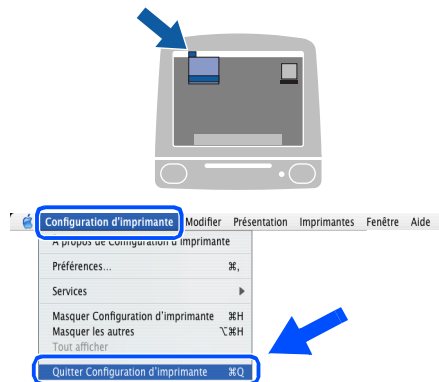 Configuration d'imprimante Modifier Présentation Imprimantes Fenêtre Aide
A propos de Configuration d'imprimante
Préférences... ⌘,
Services ▶
Masquer Configuration d'imprimante ⌘H
Masquer les autres ⌥⌘H
Tout afficher
Quitter Configuration d'imprimante ⌘Q